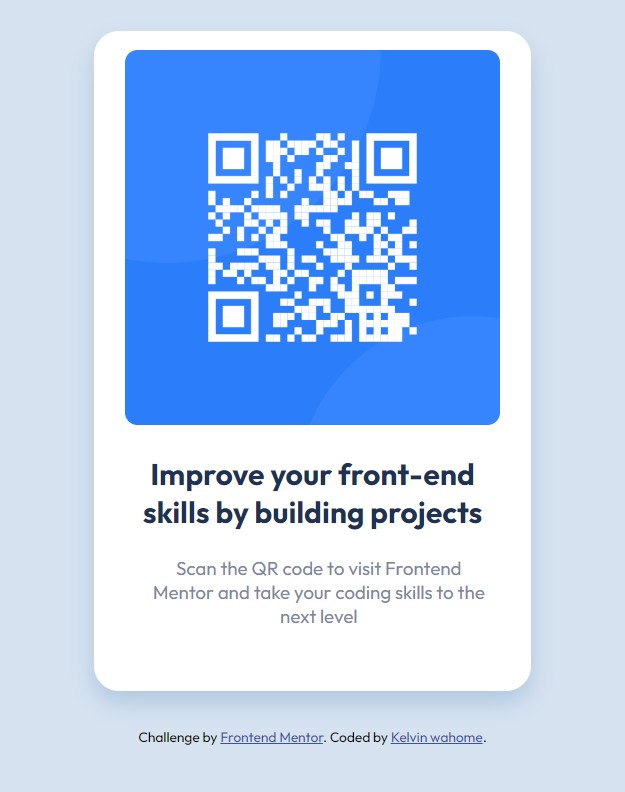 Improve your front-end
skills by building projects
Scan the QR code to visit Frontend
Mentor and take your coding skills to the
next level
Challenge by Frontend Mentor. Coded by Kelvin wahome.